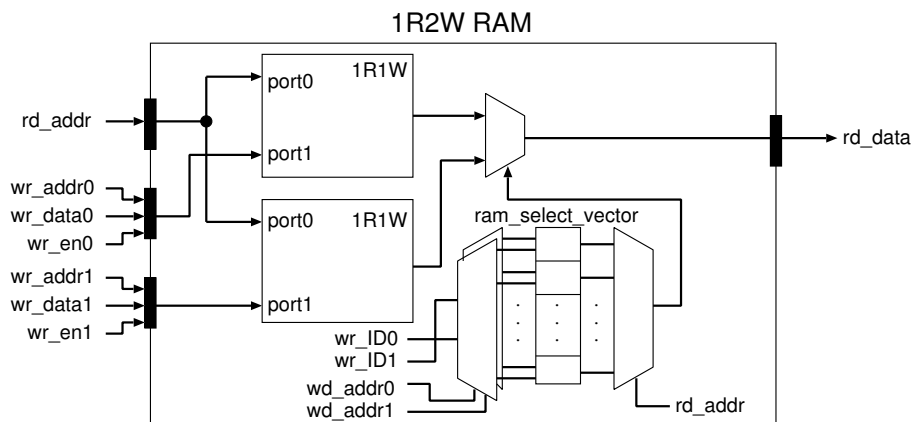 1R2W RAM
1R1W
port0
rd_addr
rd_data
port1
wr_addr0
wr_data0
wr_en0
1R1W
port0
ram_select_vector
wr_addr1
wr_data1
wr_en1
port1
wr_ID0
wr_ID1
wd_addr0
wd_addr1
rd_addr